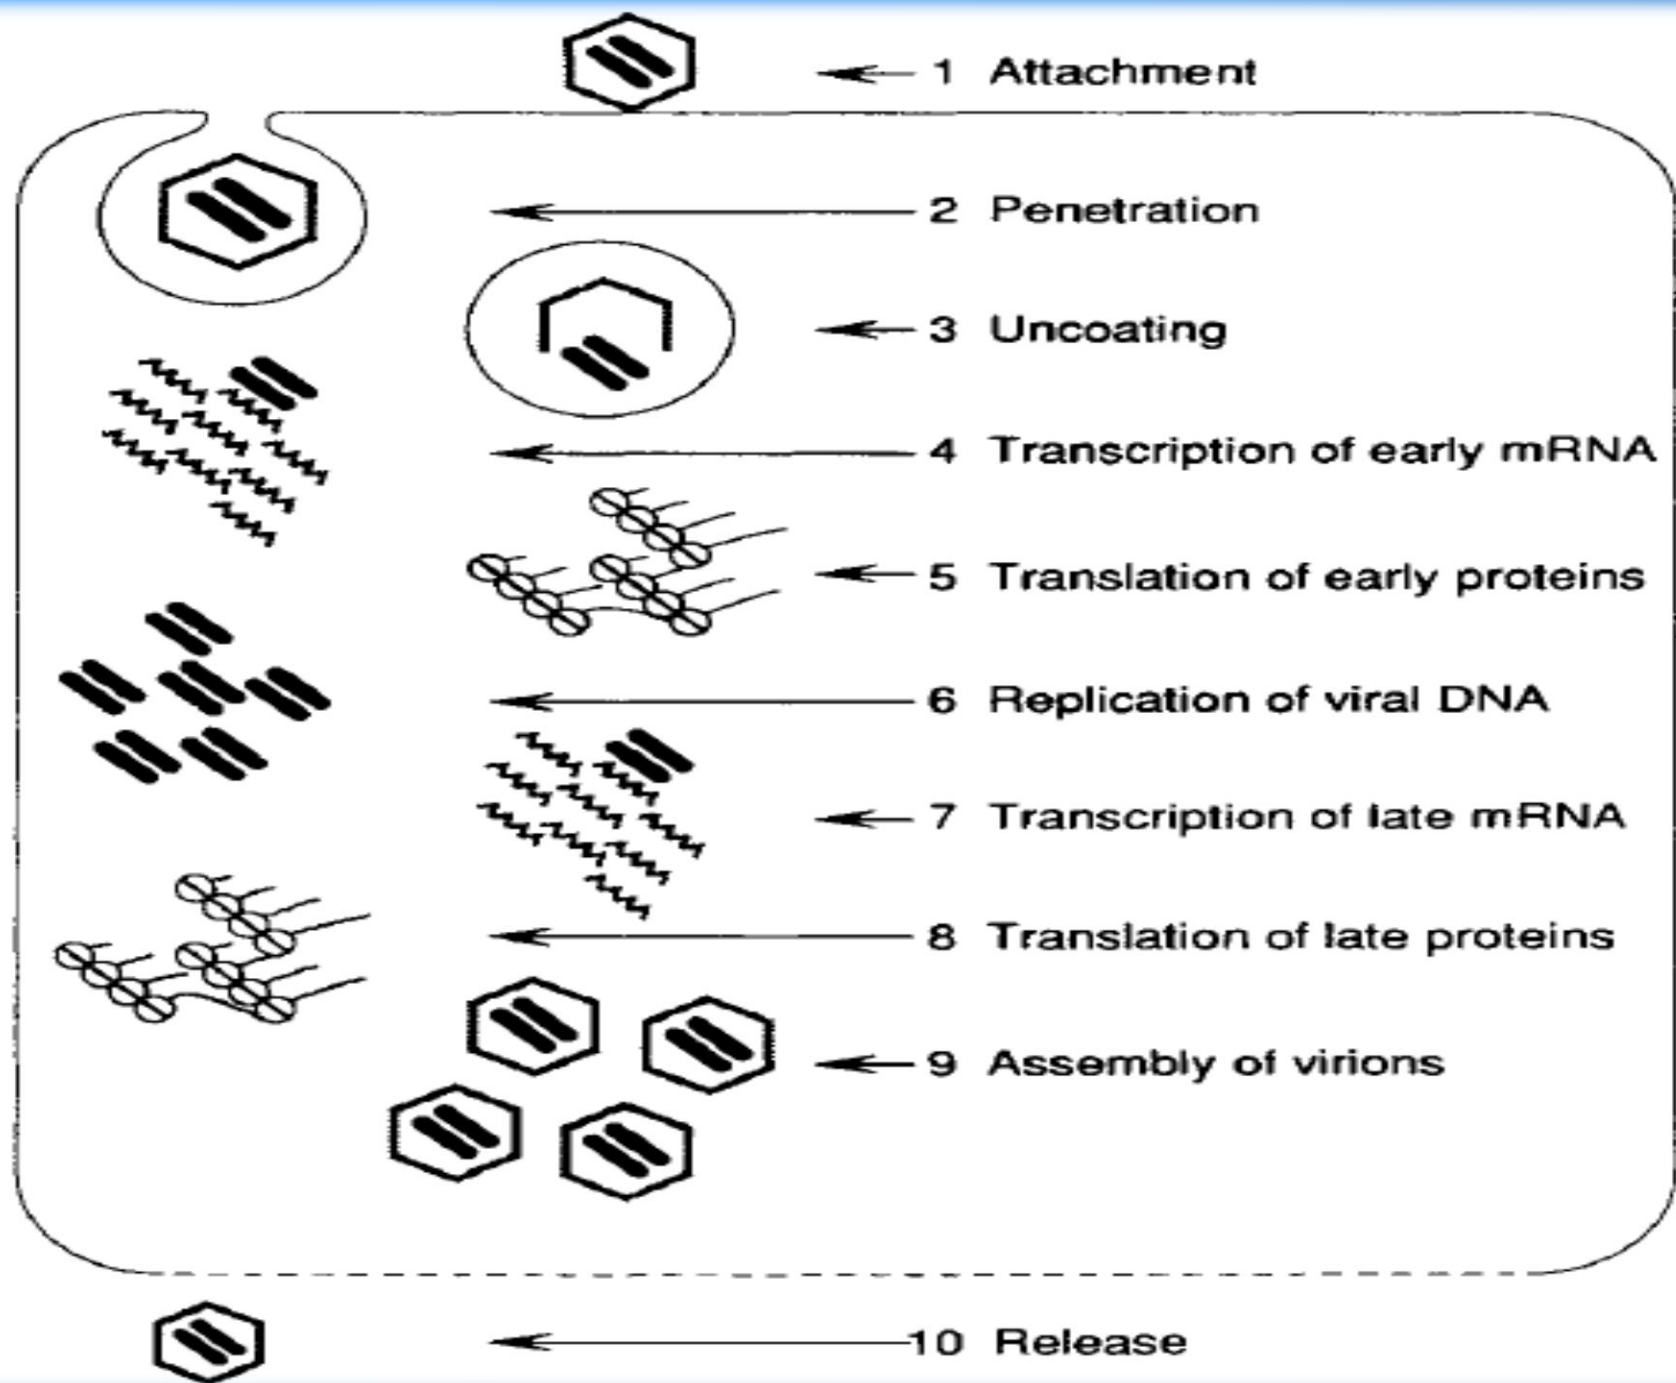 1 Attachment
2 Penetration
3 Uncoating
4 Transcription of early mRNA
5 Translation of early proteins
6 Replication of viral DNA
7 Transcription of late mRNA
8 Translation of late proteins
9 Assembly of virions
10 Release